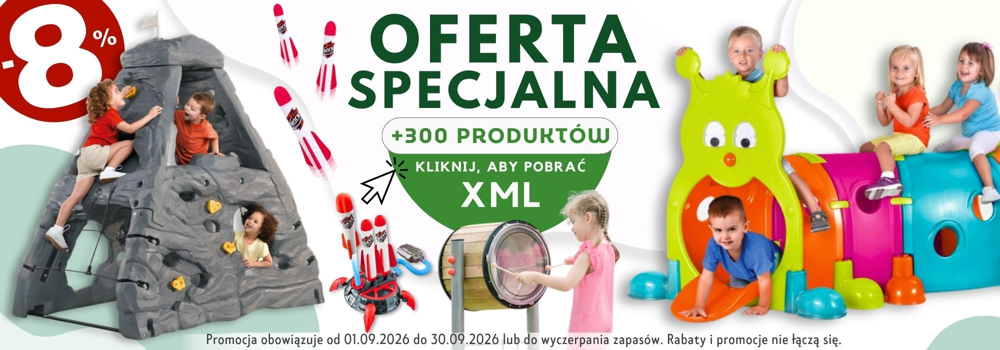 -8%
OFERTA
SPECJALNA
+300 PRODUKTÓW
KLIKNIJ, ABY POBRAĆ
XML
Promocja obowiązuje od 01.09.2026 do 30.09.2026 lub do wyczerpania zapasów. Rabaty i promocje nie łączą się.